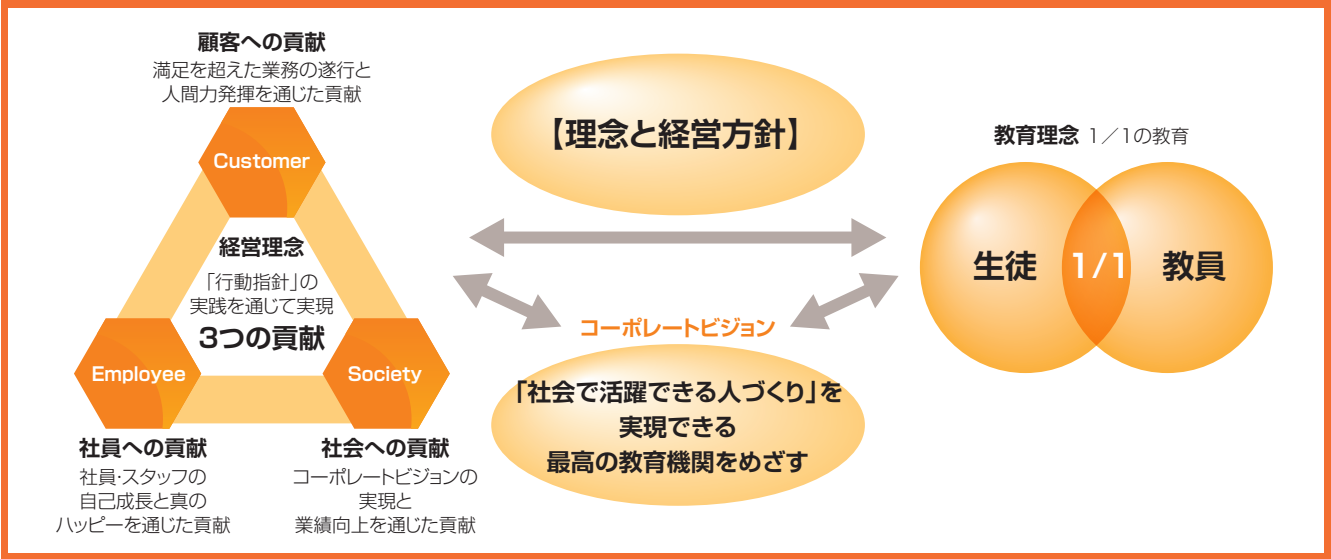 顧客への貢献
満足を超えた業務の遂行と
人間力発揮を通じた貢献
Customer
経営理念
「行動指針」の
実践を通じて実現
3つの貢献
Employee
Society
社員への貢献
社員・スタッフの
自己成長と真の
ハッピーを通じた貢献
社会への貢献
コーポレートビジョンの
実現と
業績向上を通じた貢献
【理念と経営方針】
コーポレートビジョン
「社会で活躍できる人づくり」を
実現できる
最高の教育機関をめざす
教育理念 1／1の教育
生徒
1/1
教員